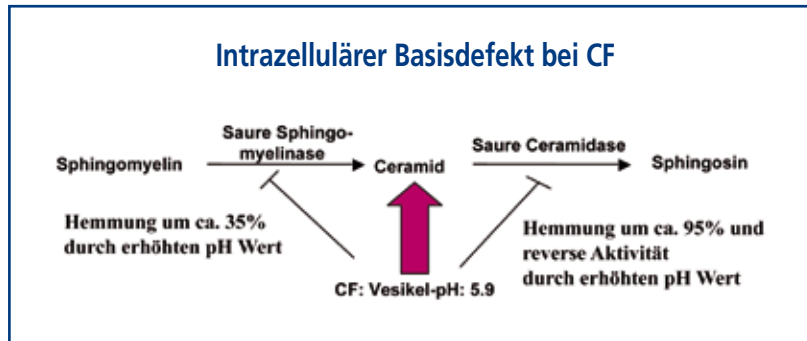 Intrazellulärer Basisdefekt bei CF
Saure Sphingo-
myelinase
Saure Ceramidase
Sphingomyelin
Ceramid
Sphingosin
Hemmung um ca. 35%
durch erhöhten pH Wert
Hemmung um ca. 95% und
reverse Aktivität
durch erhöhten pH Wert
CF: Vesikel-pH: 5.9